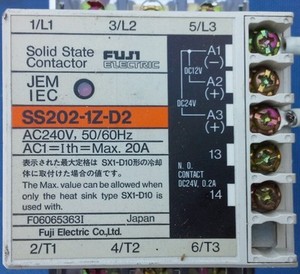 1/L1 3/L2 5/L3
Solid State
Contactor
FUJI
ELECTRIC
JEM
IEC
SS202-1Z-D2
AC240V, 50/60Hz
AC1=Ith=Max. 20A
表示された最大定格はSX1-D10形の冷却
体に取付けた場合の値です。
The Max. value can be allowed when
only the heat sink type SX1-D10 is
used with.
F06065363I Japan
Fuji Electric Co.,Ltd.
A1
(-)
DC12V
A2
(+)
DC24V
A3
(+)
13
N. O.
CONTACT
DC24V, 0.2A
14
2/T1 4/T2 6/T3